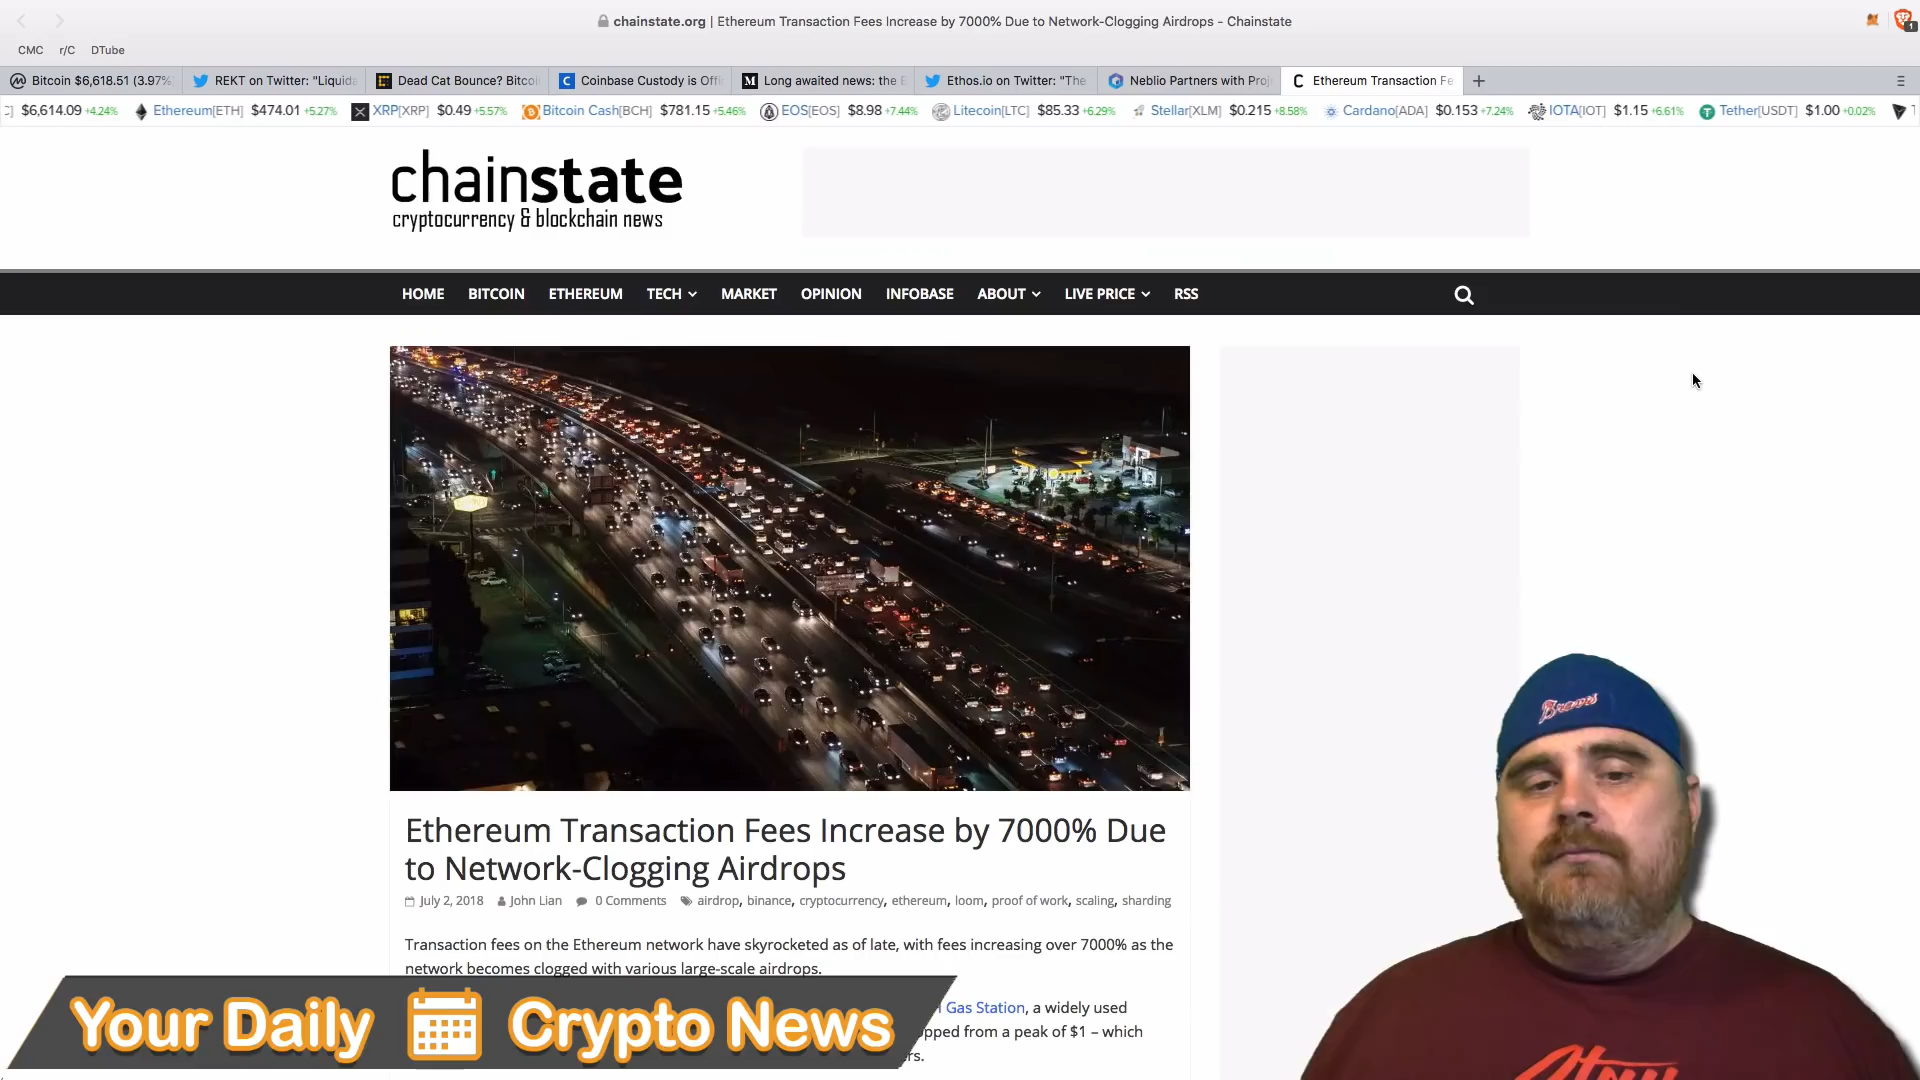 chainstate.org | Ethereum Transaction Fees Increase by 7000% Due to Network-Clogging Airdrops - Chainstate
1
CMC r/C DTube
Bitcoin $6,618.51 (3.97% REKT on Twitter: "Liquida Dead Cat Bounce? Bitcoi Coinbase Custody is Offi Long awaited news: the E Ethos.io on Twitter: "The Neblio Partners with Proj Ethereum Transaction Fe
$6,614.09 +4.24% Ethereum[ETH] $474.01 +5.27% XRP[XRP] $0.49 +5.57% Bitcoin Cash[BCH] $781.15 +5.46% EOS[EOS] $8.98 +7.44% Litecoin[LTC] $85.33 +6.29% Stellar[XLM] $0.215 +8.58% Cardano[ADA] $0.153 +7.24% IOTA[IOT] $1.15 +6.61% Tether[USDT] $1.00 +0.02%
chainstate
cryptocurrency & blockchain news
HOME BITCOIN ETHEREUM TECH MARKET OPINION INFOBASE ABOUT LIVE PRICE RSS
Braves
Ethereum Transaction Fees Increase by 7000% Due
to Network-Clogging Airdrops
July 2, 2018 John Lian 0 Comments airdrop, binance, cryptocurrency, ethereum, loom, proof of work, scaling, sharding
Transaction fees on the Ethereum network have skyrocketed as of late, with fees increasing over 7000% as the
network becomes clogged with various large-scale airdrops.
Gas Station, a widely used
pped from a peak of $1 – which
rs.
Your Daily Crypto News